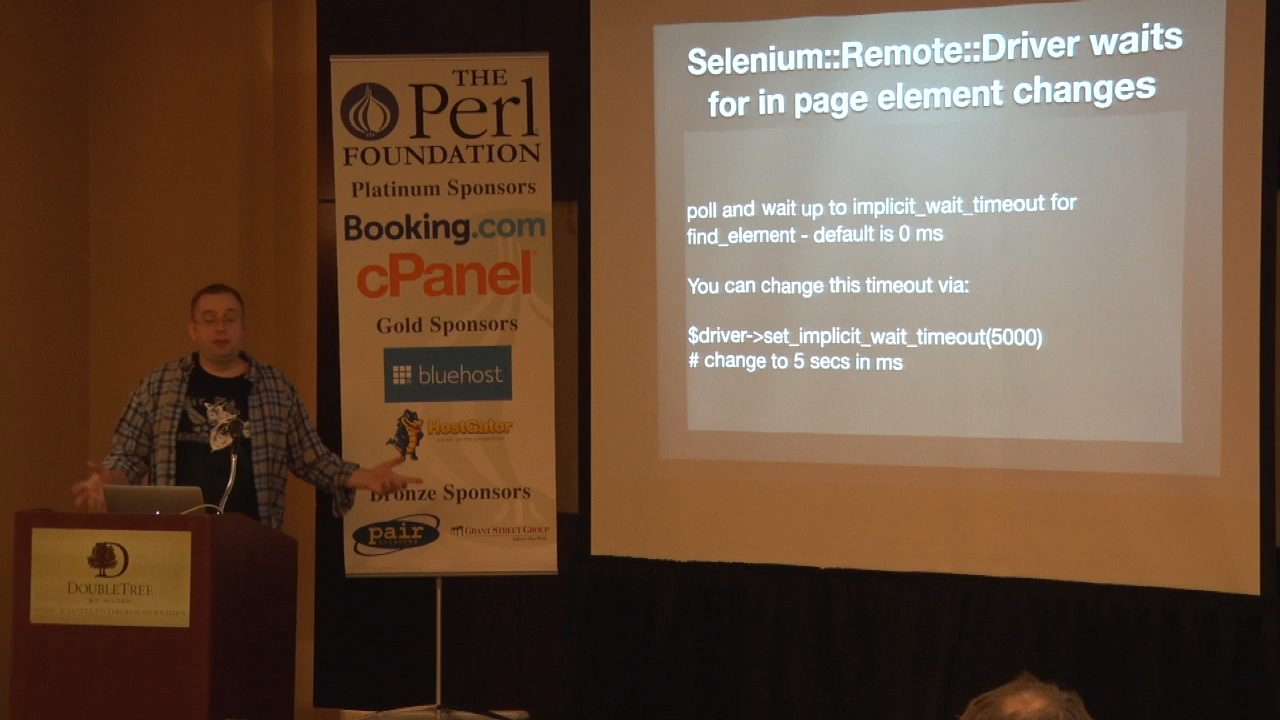 THE
Perl
FOUNDATION
Platinum Sponsors
Booking.com
cPanel
Gold Sponsors
bluehost
HostGator
Bronze Sponsors
pair
GRANT STREET GROUP
DOUBLETREE
BY HILTON
Selenium::Remote::Driver waits
for in page element changes
poll and wait up to implicit_wait_timeout for
find_element - default is 0 ms
You can change this timeout via:
$driver->set_implicit_wait_timeout(5000)
# change to 5 secs in ms